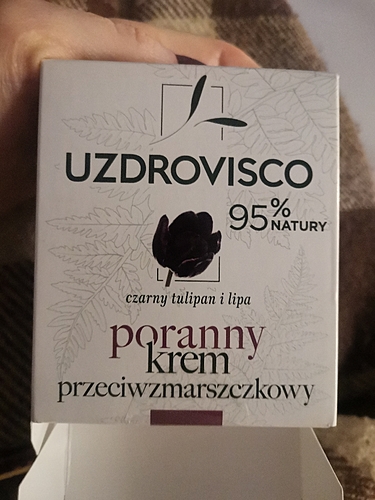 UZDROVISCO
95%
NATURY
czarny tulipan i lipa
poranny
krem
przeciwzmarszczkowy